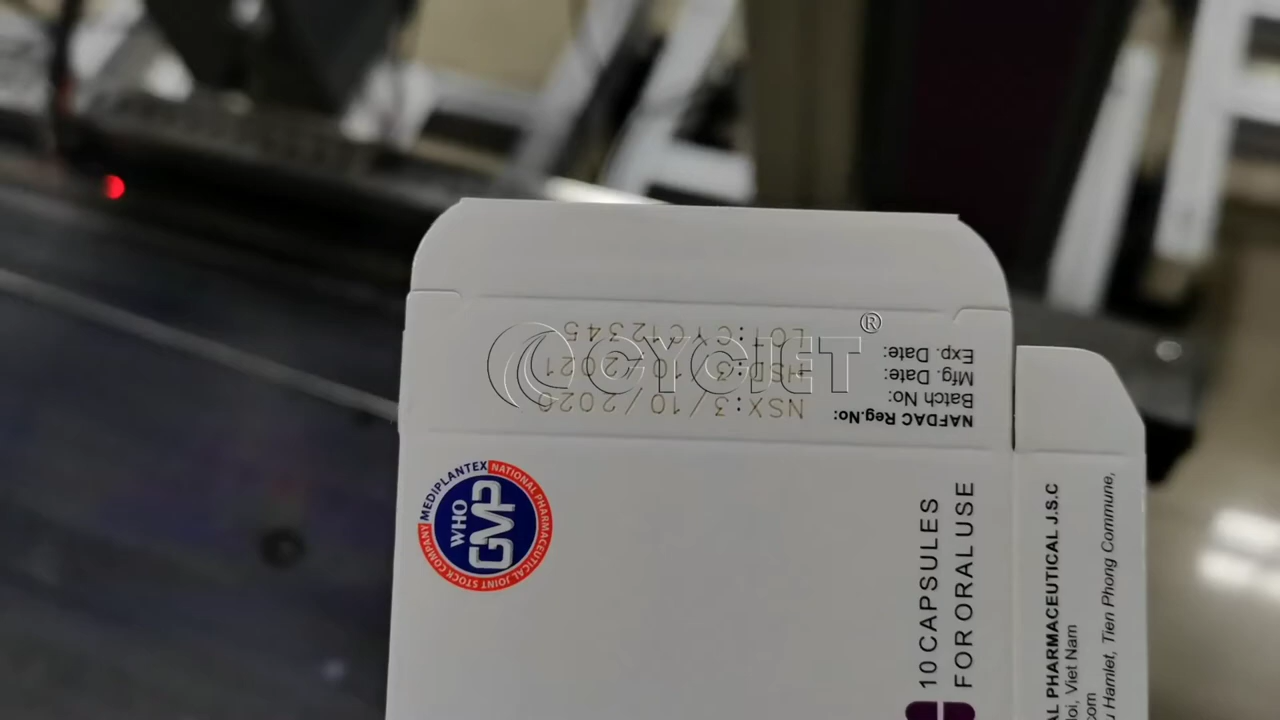 NAFDAC Reg.No:
Batch No:
Mfg. Date:
Exp. Date:
NSX:3/10/2020
HSD:3/10/2021
LOT:CYC12345
CYCJET®
MEDIPLANTEX NATIONAL PHARMACEUTICAL JOINT STOCK COMPANY
WHO
GMP
10 CAPSULES
FOR ORAL USE
PHARMACEUTICAL J.S.C
Viet Nam
Hamlet, Tien Phong Commune,